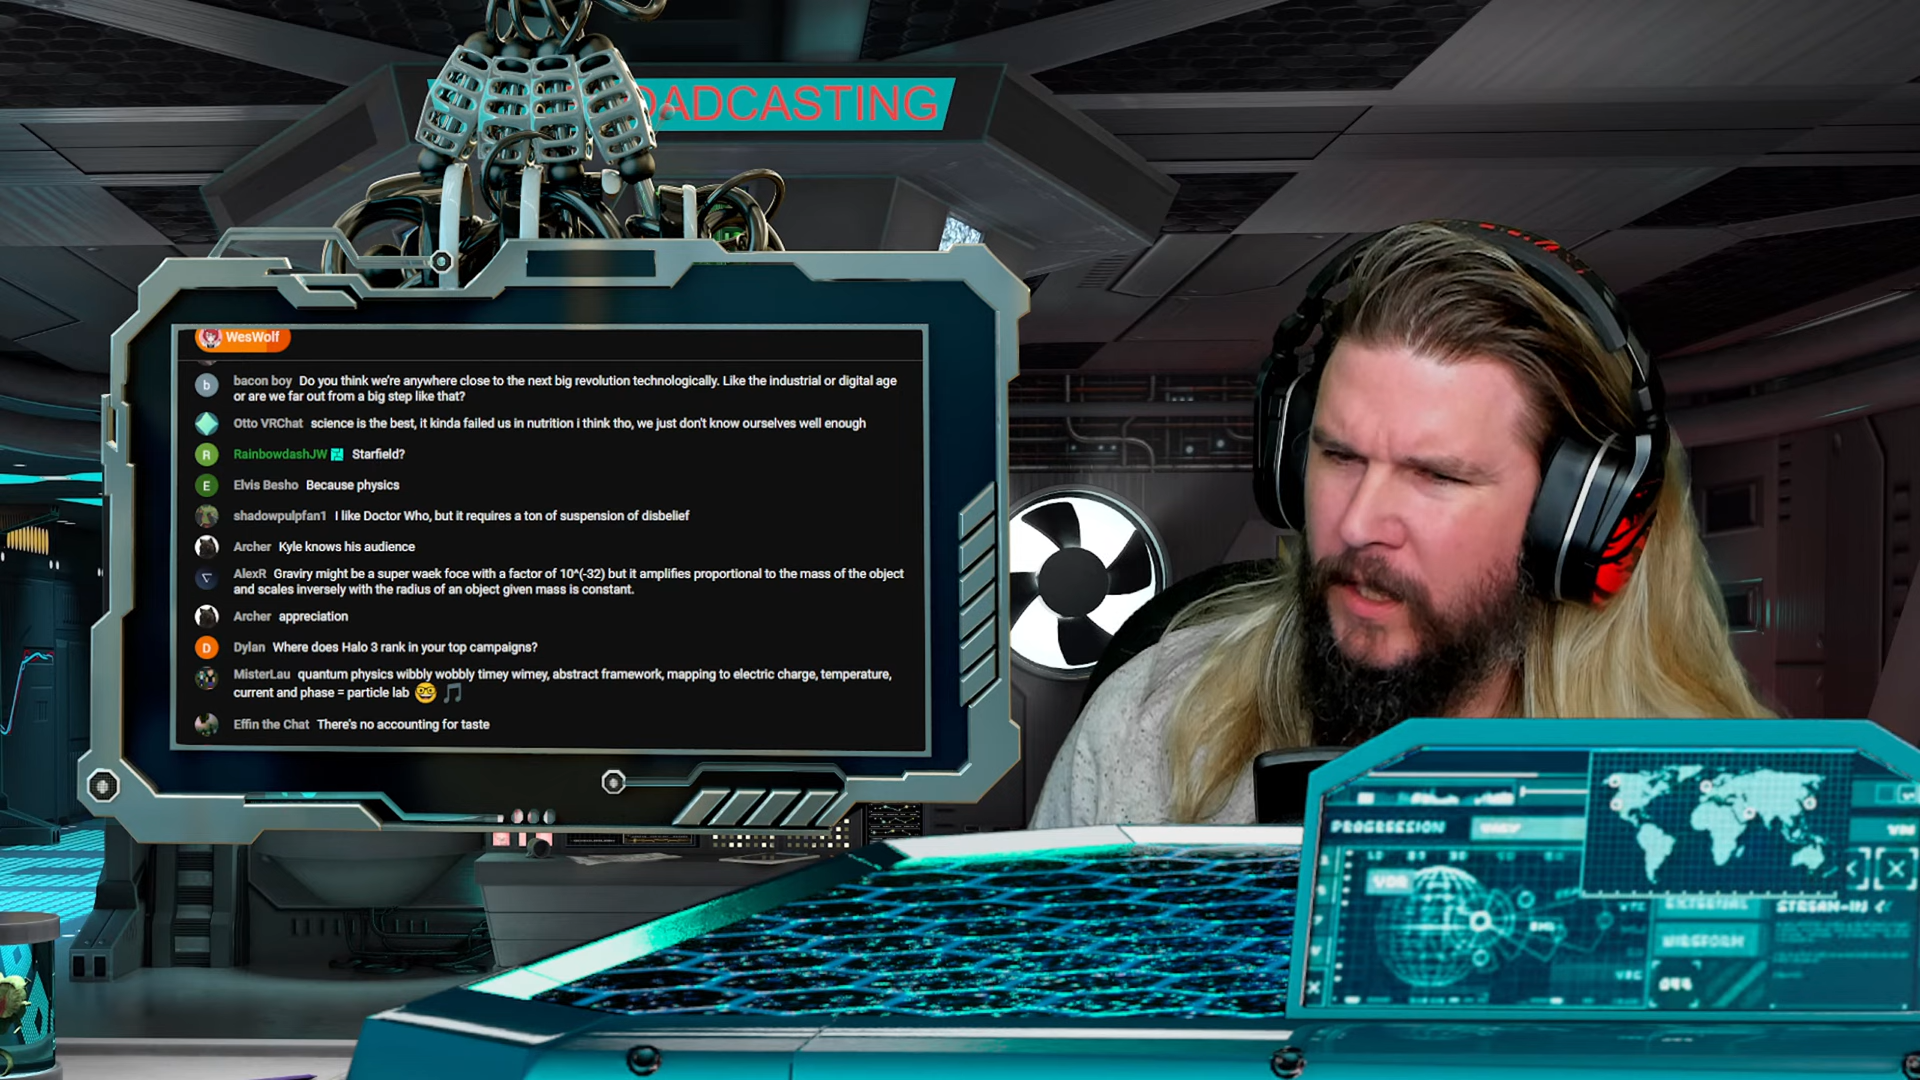 OADCASTING
WesWolf
bacon boy Do you think we're anywhere close to the next big revolution technologically. Like the industrial or digital age
or are we far out from a big step like that?
Otto VRChat science is the best, it kinda failed us in nutrition i think tho, we just don't know ourselves well enough
RainbowdashJW Starfield?
Elvis Besho Because physics
shadowpulpfan1 I like Doctor Who, but it requires a ton of suspension of disbelief
Archer Kyle knows his audience
AlexR Graviry might be a super waek foce with a factor of 10^(-32) but it amplifies proportional to the mass of the object
and scales inversely with the radius of an object given mass is constant.
Archer appreciation
Dylan Where does Halo 3 rank in your top campaigns?
MisterLau quantum physics wibbly wobbly timey wimey, abstract framework, mapping to electric charge, temperature,
current and phase = particle lab 🤓 🎵
Effin the Chat There's no accounting for taste
PROGRESSION
EXTERNAL
STREAM-IN